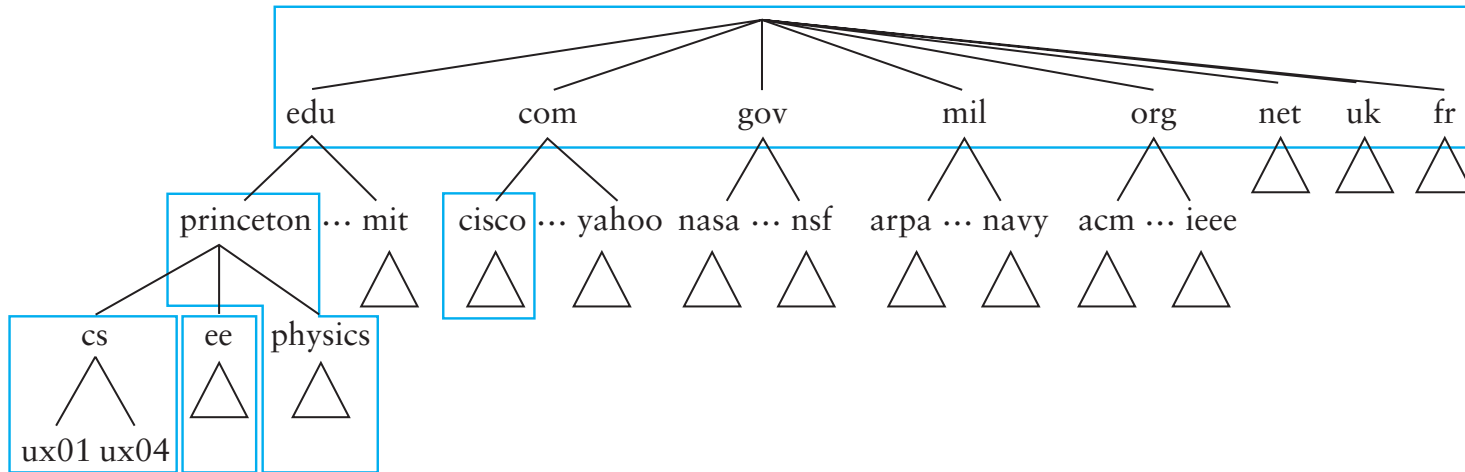 edu com gov mil org net uk fr
princeton ... mit cisco ... yahoo nasa ... nsf arpa ... navy acm ... ieee
cs ee physics
ux01 ux04